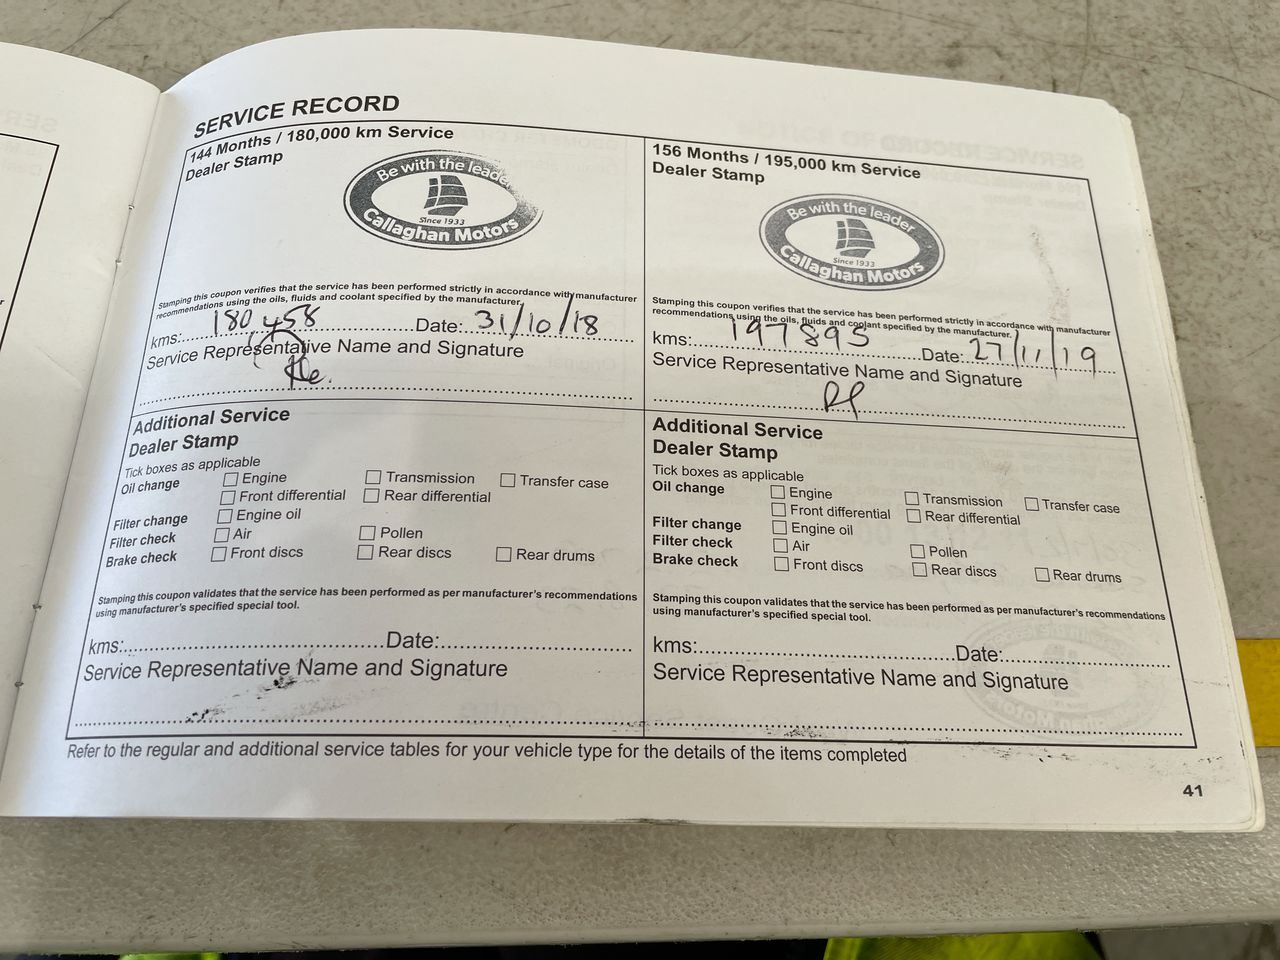 SERVICE RECORD
144 Months / 180,000 km Service
Dealer Stamp
Be with the leader
Since 1933
Callaghan Motors
Stamping this coupon verifies that the service has been performed strictly in accordance with manufacturer
recommendations using the oils, fluids and coolant specified by the manufacturer.
kms: 180,458 Date: 31/10/18
Service Representative Name and Signature
Additional Service
Dealer Stamp
Tick boxes as applicable
Oil change Engine Transmission Transfer case
Front differential Rear differential
Filter change Engine oil
Filter check Air Pollen
Brake check Front discs Rear discs Rear drums
Stamping this coupon validates that the service has been performed as per manufacturer's recommendations
using manufacturer's specified special tool.
kms: Date:
Service Representative Name and Signature
156 Months / 195,000 km Service
Dealer Stamp
Be with the leader
Since 1933
Callaghan Motors
Stamping this coupon verifies that the service has been performed strictly in accordance with manufacturer
recommendations using the oils, fluids and coolant specified by the manufacturer.
kms: 197895 Date: 27/11/19
Service Representative Name and Signature
Additional Service
Dealer Stamp
Tick boxes as applicable
Oil change Engine Transmission Transfer case
Front differential Rear differential
Filter change Engine oil
Filter check Air Pollen
Brake check Front discs Rear discs Rear drums
Stamping this coupon validates that the service has been performed as per manufacturer's recommendations
using manufacturer's specified special tool.
kms: Date:
Service Representative Name and Signature
Refer to the regular and additional service tables for your vehicle type for the details of the items completed
41